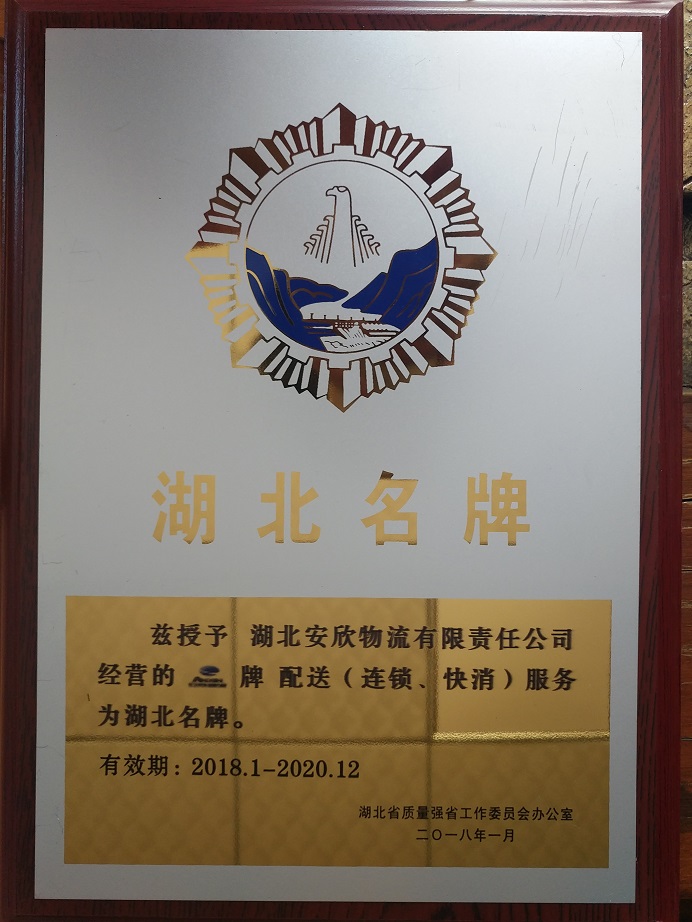 湖北名牌
兹授予 湖北安欣物流有限责任公司
经营的 牌 配送（连锁、快消）服务
为湖北名牌。
有效期：2018.1-2020.12
湖北省质量强省工作委员会办公室
二〇一八年一月